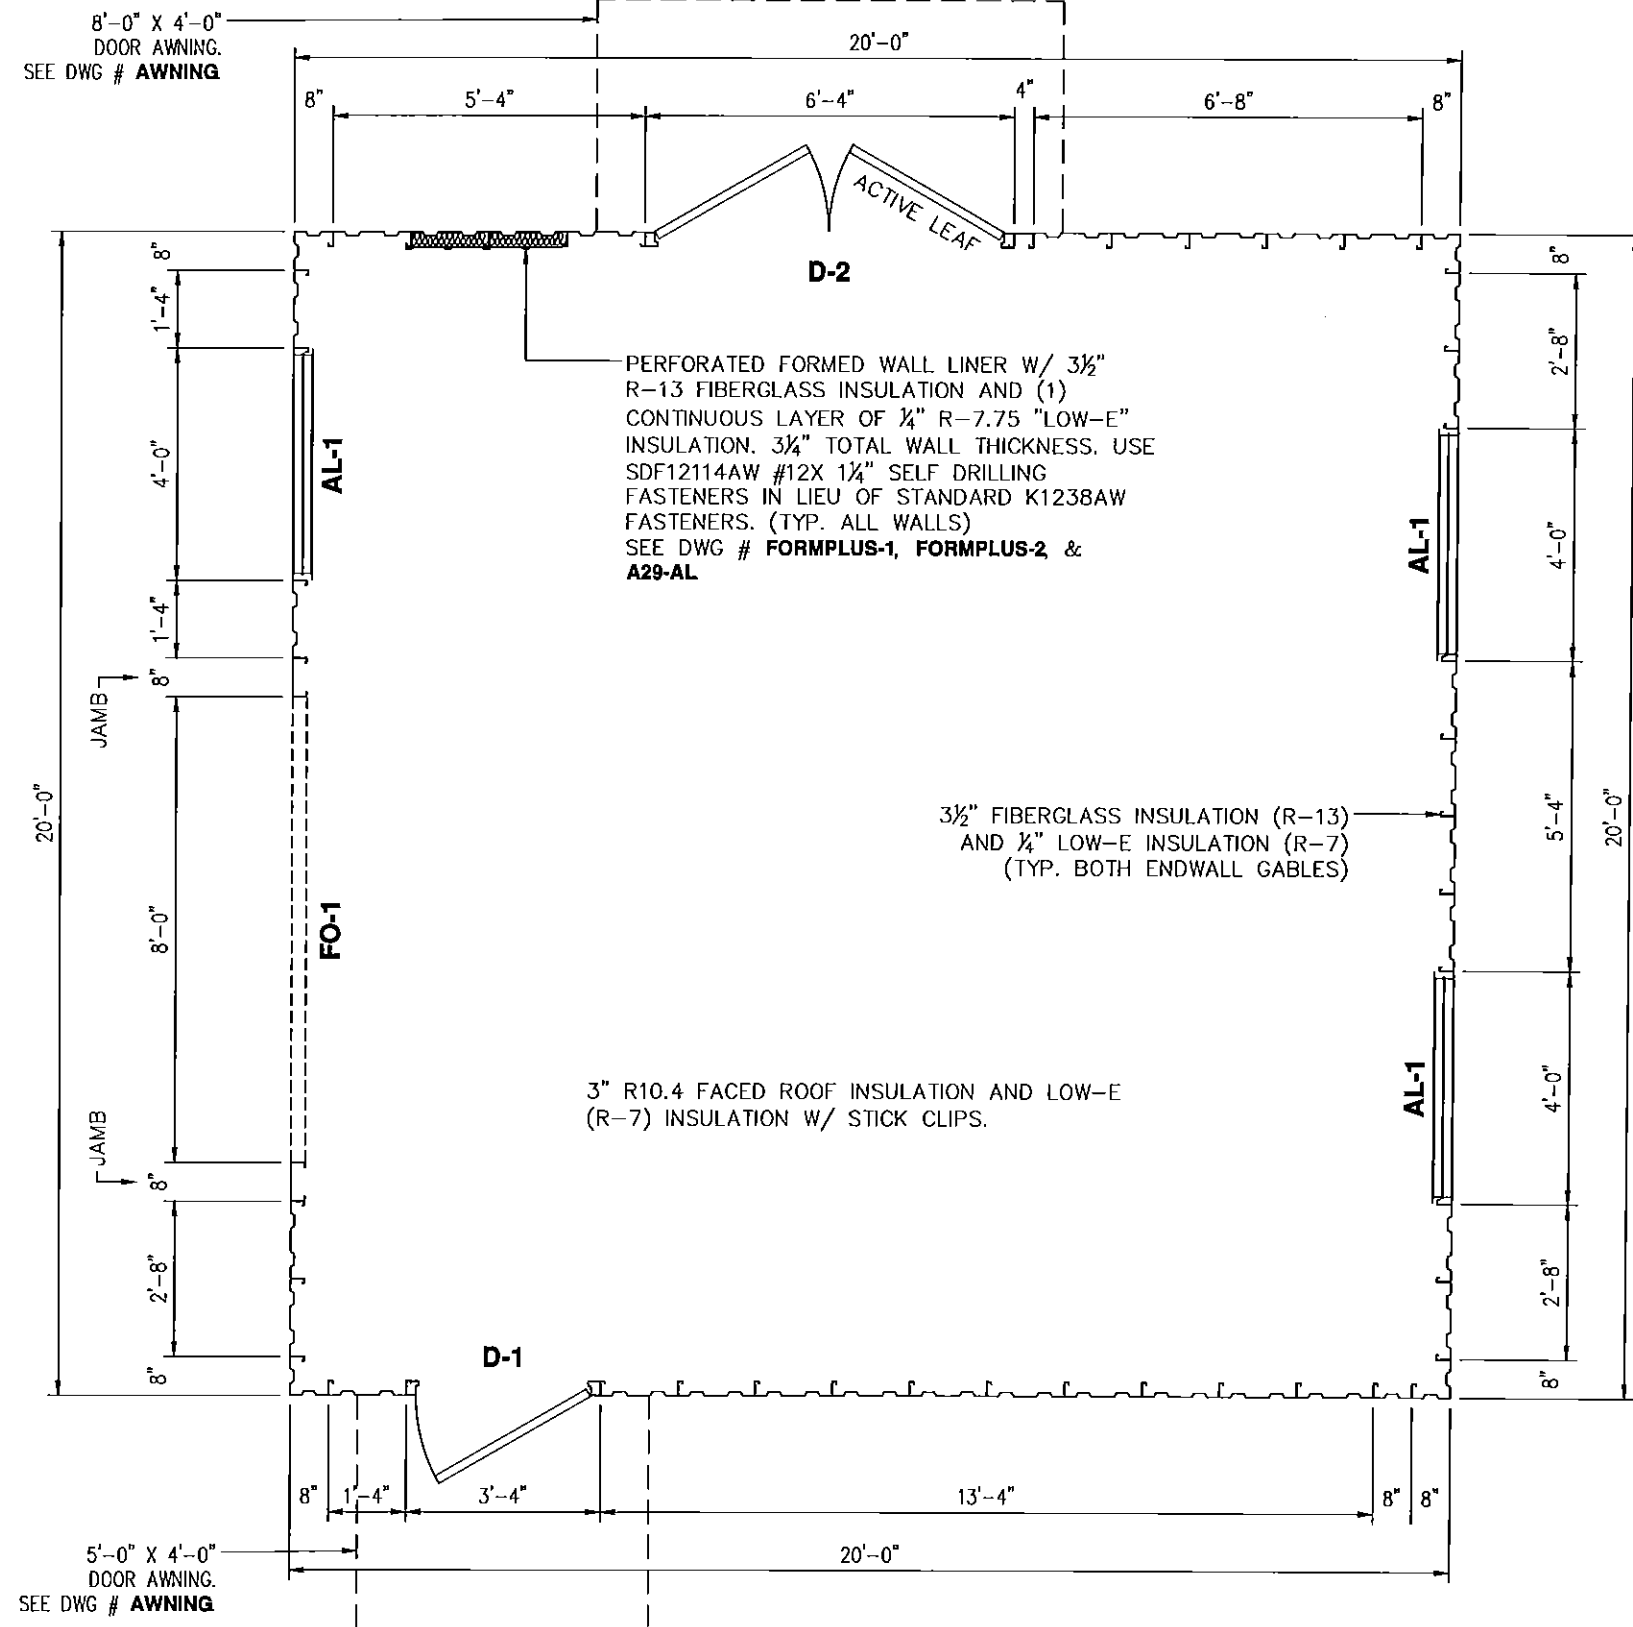 8'-0" X 4'-0"
DOOR AWNING.
SEE DWG # AWNING
20'-0"
8"
5'-4"
6'-4"
4"
6'-8"
8"
ACTIVE LEAF
D-2
8"
1'-4"
4'-0"
1'-4"
8"
JAMB
20'-0"
8'-0"
JAMB
8"
2'-8"
8"
AL-1
FO-1
PERFORATED FORMED WALL LINER W/ 3½"
R-13 FIBERGLASS INSULATION AND (1)
CONTINUOUS LAYER OF ¼" R-7.75 "LOW-E"
INSULATION. 3¼" TOTAL WALL THICKNESS. USE
SDF12114AW #12X 1¼" SELF DRILLING
FASTENERS IN LIEU OF STANDARD K1238AW
FASTENERS. (TYP. ALL WALLS)
SEE DWG # FORMPLUS-1, FORMPLUS-2, &
A29-AL
3½" FIBERGLASS INSULATION (R-13)
AND ¼" LOW-E INSULATION (R-7)
(TYP. BOTH ENDWALL GABLES)
3" R10.4 FACED ROOF INSULATION AND LOW-E
(R-7) INSULATION W/ STICK CLIPS.
AL-1
AL-1
8"
2'-8"
4'-0"
5'-4"
20'-0"
4'-0"
2'-8"
8"
D-1
8"
1'-4"
3'-4"
13'-4"
8"
8"
20'-0"
5'-0" X 4'-0"
DOOR AWNING.
SEE DWG # AWNING